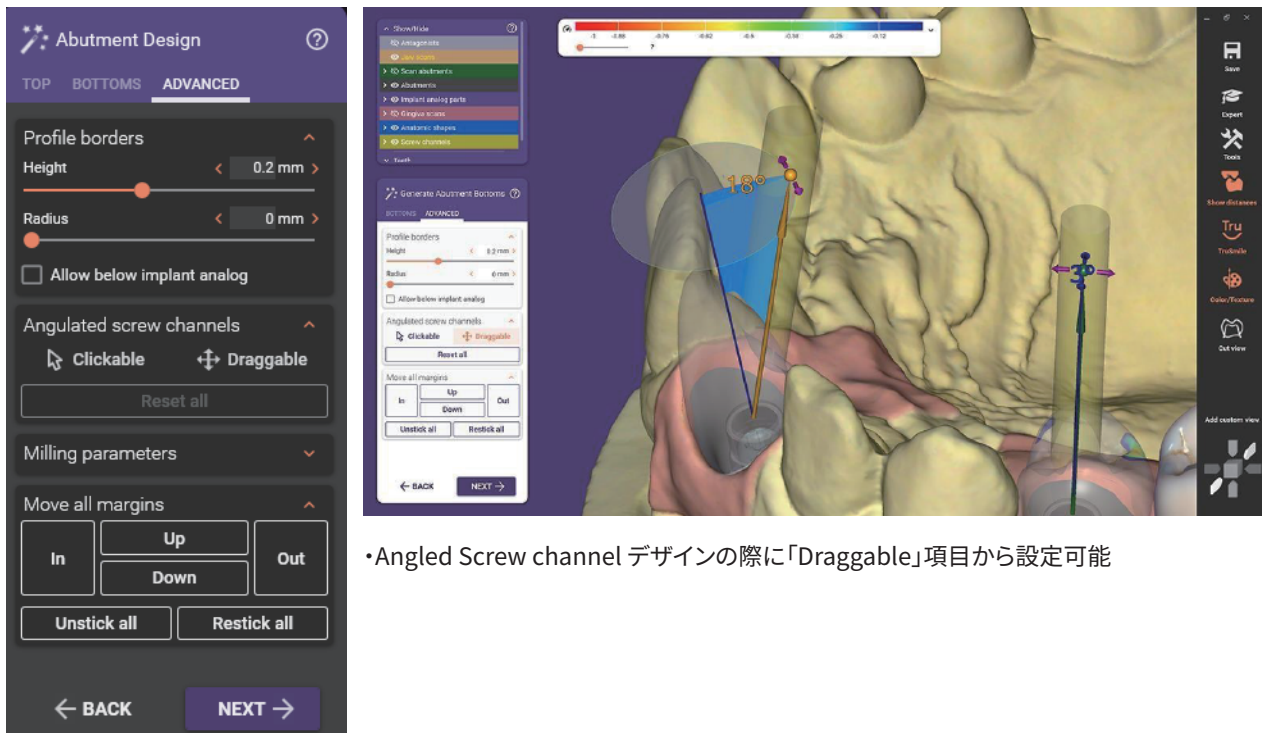 Abutment Design
TOP BOTTOMS ADVANCED
Profile borders
Height 0.2 mm
Radius 0 mm
Allow below implant analog
Angulated screw channels
Clickable Draggable
Reset all
Milling parameters
Move all margins
In Up Down Out
Unstick all Restick all
BACK NEXT
Show/Hide
Antagonists
Jaw scans
Scan abutments
Abutments
Implant analog parts
Gingiva scans
Anatomic shapes
Screw channels
Teeth
Generate Abutment Bottoms
BOTTOMS ADVANCED
Profile borders
Height 0.2 mm
Radius 0 mm
Allow below implant analog
Angulated screw channels
Clickable Draggable
Reset all
Move all margins
In Up Down Out
Unstick all Restick all
BACK NEXT
18°
Save
Expert
Tools
Show distances
Tru
TruSmile
Color/Texture
Cut view
Add custom view
・Angled Screw channel デザインの際に「Draggable」項目から設定可能